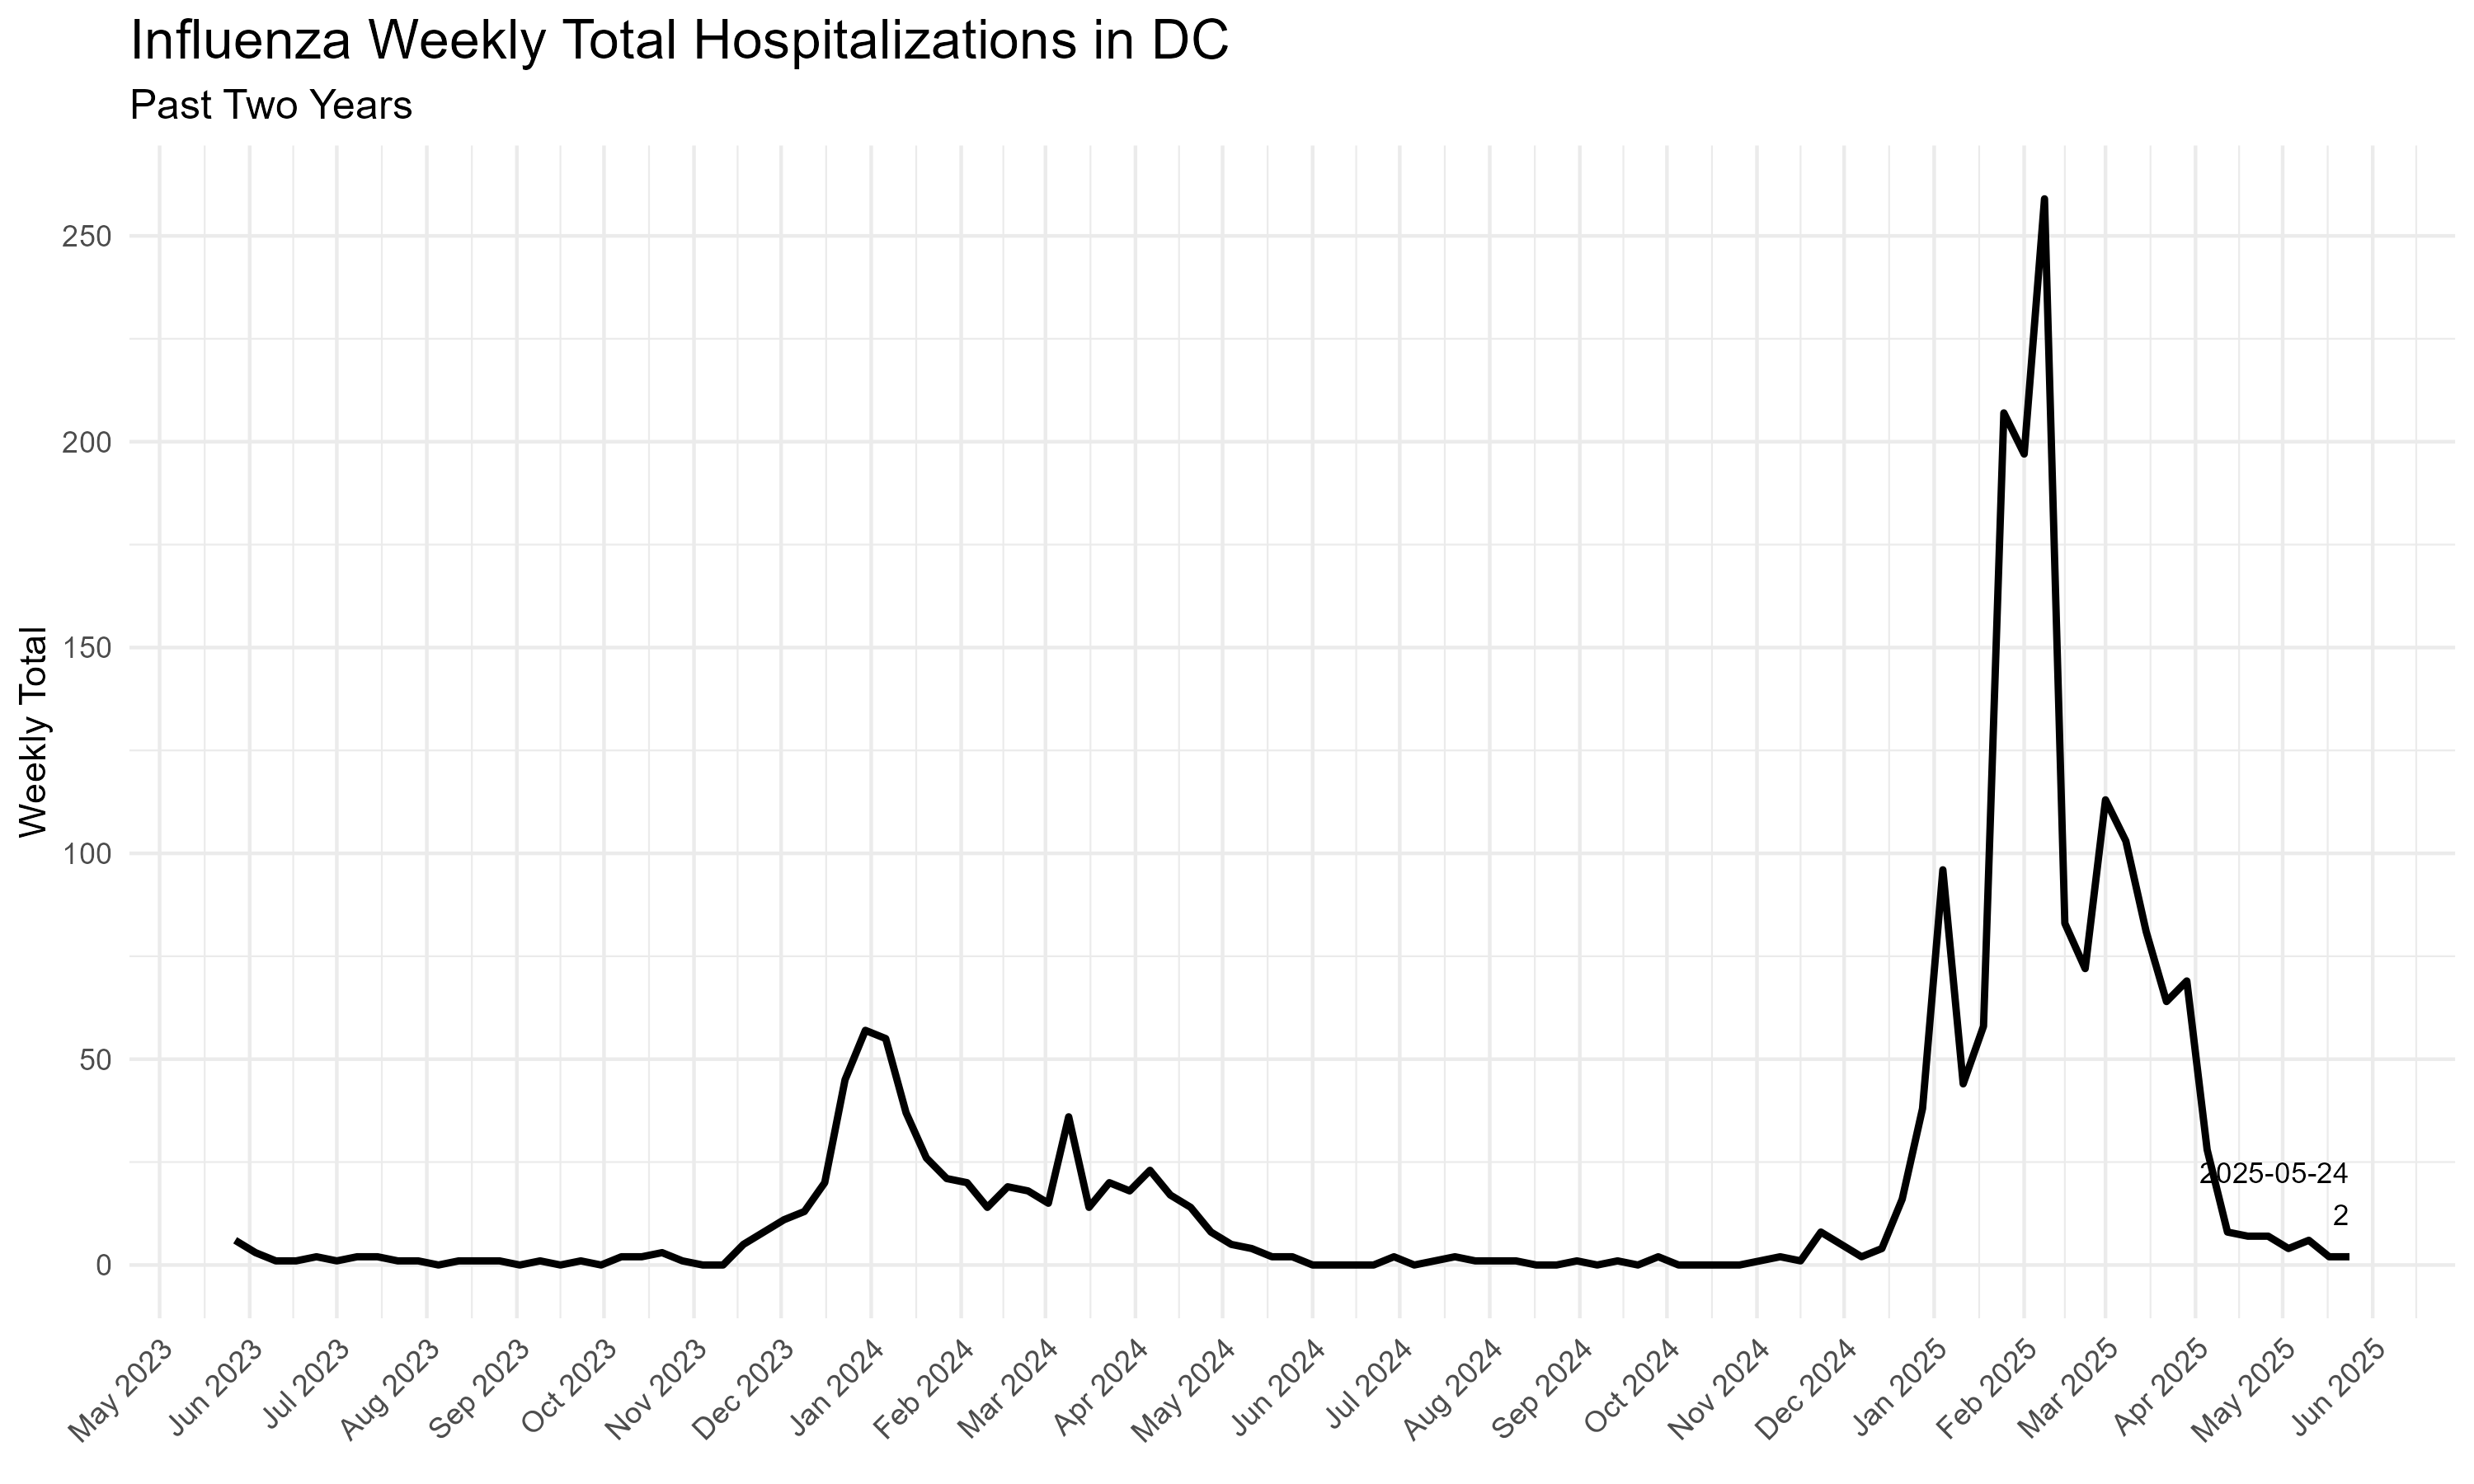 Influenza Weekly Total Hospitalizations in DC
Past Two Years
Weekly Total
250
200
150
100
50
0
2025-05-24
2
May 2023
Jun 2023
Jul 2023
Aug 2023
Sep 2023
Oct 2023
Nov 2023
Dec 2023
Jan 2024
Feb 2024
Mar 2024
Apr 2024
May 2024
Jun 2024
Jul 2024
Aug 2024
Sep 2024
Oct 2024
Nov 2024
Dec 2024
Jan 2025
Feb 2025
Mar 2025
Apr 2025
May 2025
Jun 2025